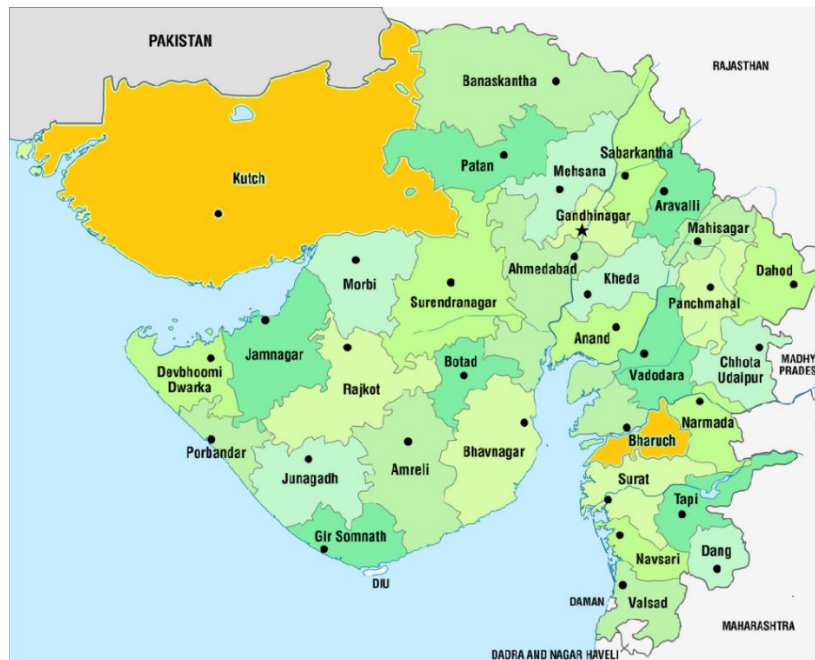 PAKISTAN
RAJASTHAN
Banaskantha
Patan
Mehsana
Sabarkantha
Kutch
Aravalli
Gandhinagar
Mahisagar
Ahmedabad
Dahod
Morbi
Kheda
Surendranagar
Panchmahal
Anand
Jamnagar
Botad
Devbhoomi
Dwarka
Rajkot
Vadodara
Chhota
Udaipur
MADHY
PRADES
Narmada
Porbandar
Bharuch
Bhavnagar
Junagadh
Amreli
Surat
Tapi
Gir Somnath
Dang
Navsari
DIU
DAMAN
Valsad
MAHARASHTRA
DADRA AND NAGAR HAVELI